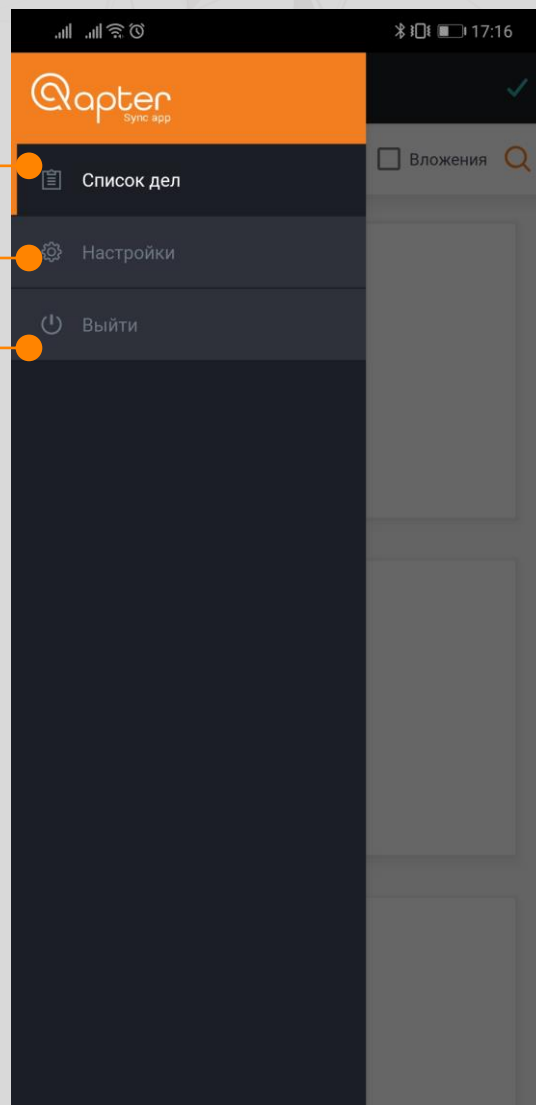 17:16
Qapter
Sync app
Вложения
Список дел
Настройки
Выйти